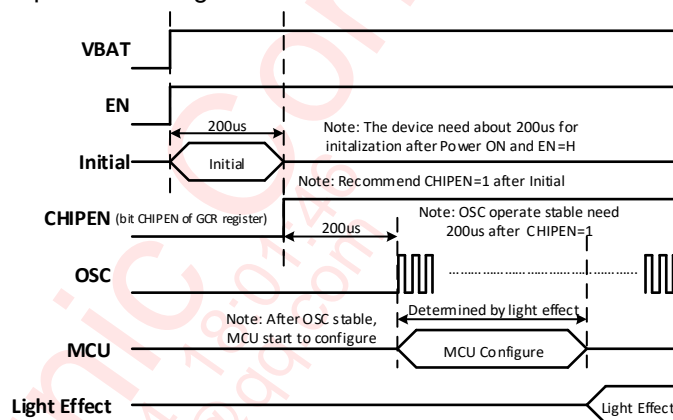 VBAT
EN
200us
Note: The device need about 200us for
initalization after Power ON and EN=H
Initial
Initial
Note: Recommend CHIPEN=1 after Initial
CHIPEN (bit CHIPEN of GCR register)
200us
Note: OSC operate stable need
200us after CHIPEN=1
OSC
Note: After OSC stable,
MCU start to configure
Determined by light effect
MCU
MCU Configure
Light Effect
Light Effect
18:01:46